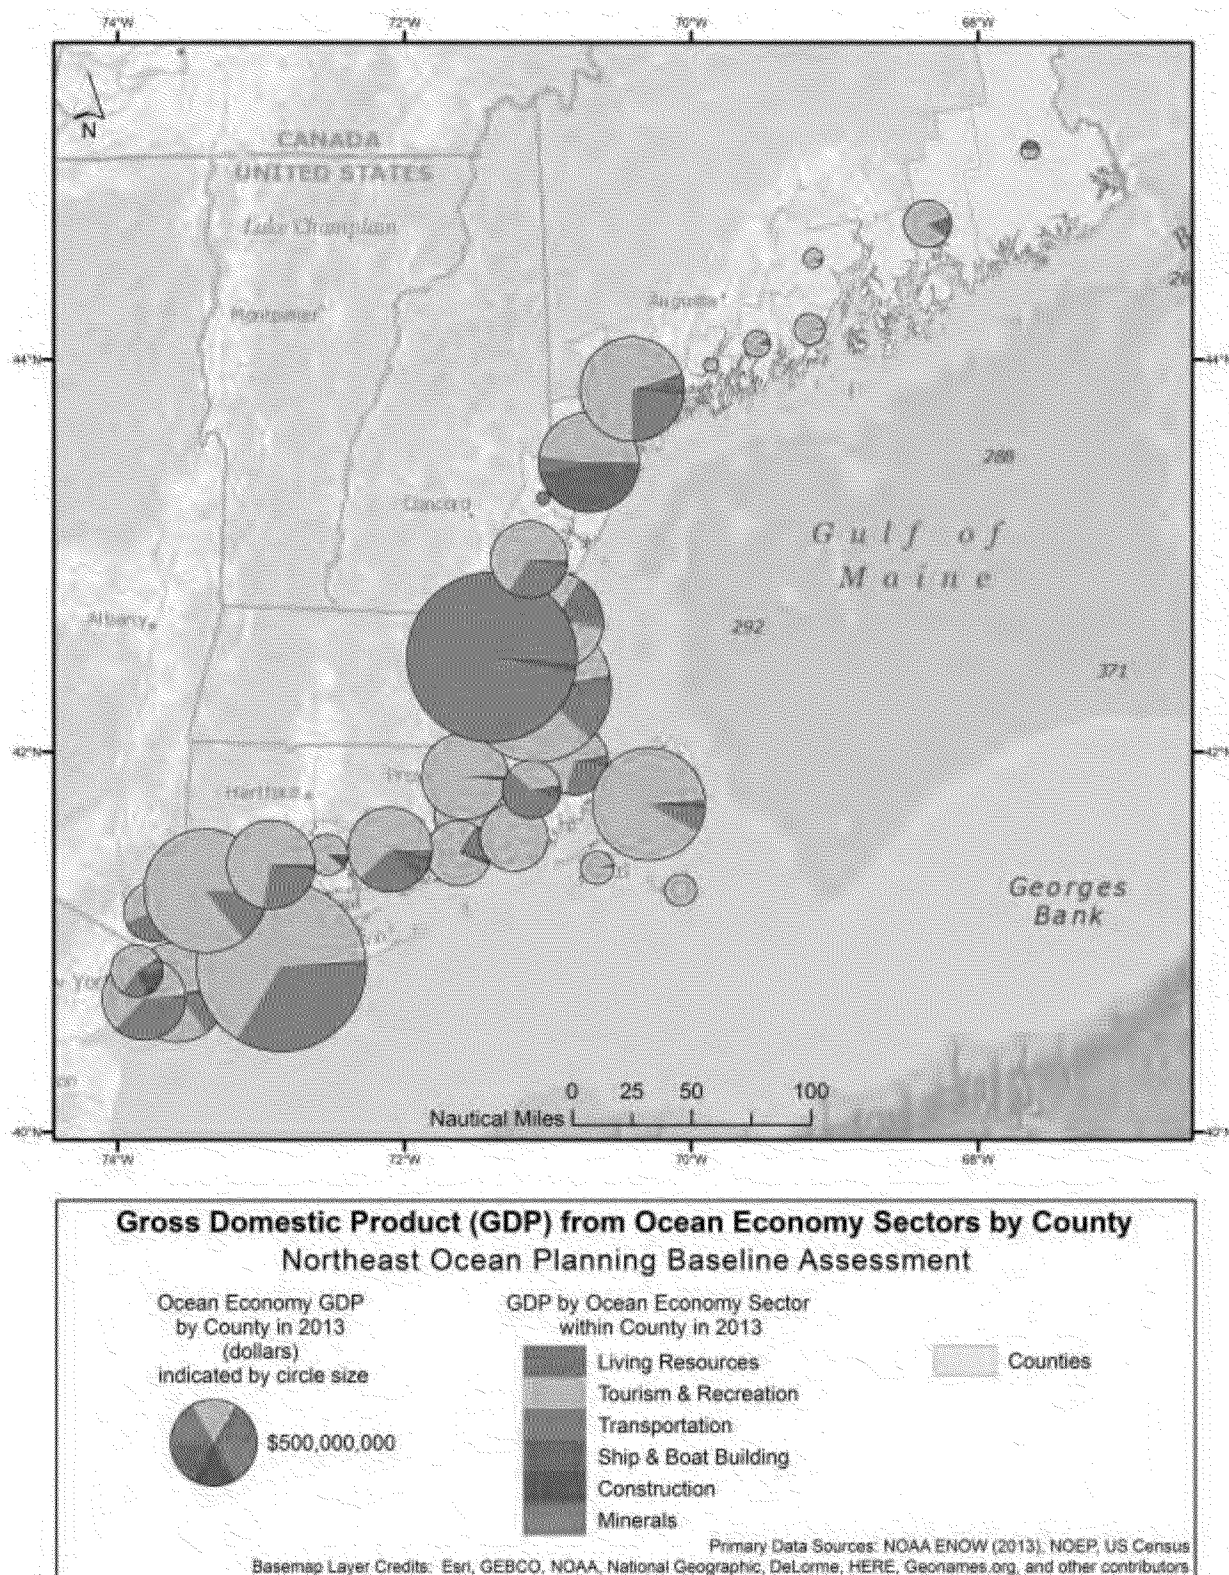 74°W 72°W 70°W 68°W
N
CANADA
UNITED STATES
Lake Champlain
Montpelier
Augusta
44°N
288
Concord
Gulf of
Maine
Albany
292
371
42°N
Hartford
Georges
Bank
0 25 50 100
Nautical Miles
40°N
74°W 72°W 70°W 68°W
Gross Domestic Product (GDP) from Ocean Economy Sectors by County
Northeast Ocean Planning Baseline Assessment
Ocean Economy GDP
by County in 2013
(dollars)
indicated by circle size
$500,000,000
GDP by Ocean Economy Sector
within County in 2013
Living Resources
Tourism & Recreation
Transportation
Ship & Boat Building
Construction
Minerals
Counties
Primary Data Sources: NOAA ENOW (2013), NOEP, US Census
Basemap Layer Credits: Esri, GEBCO, NOAA, National Geographic, DeLorme, HERE, Geonames.org, and other contributors